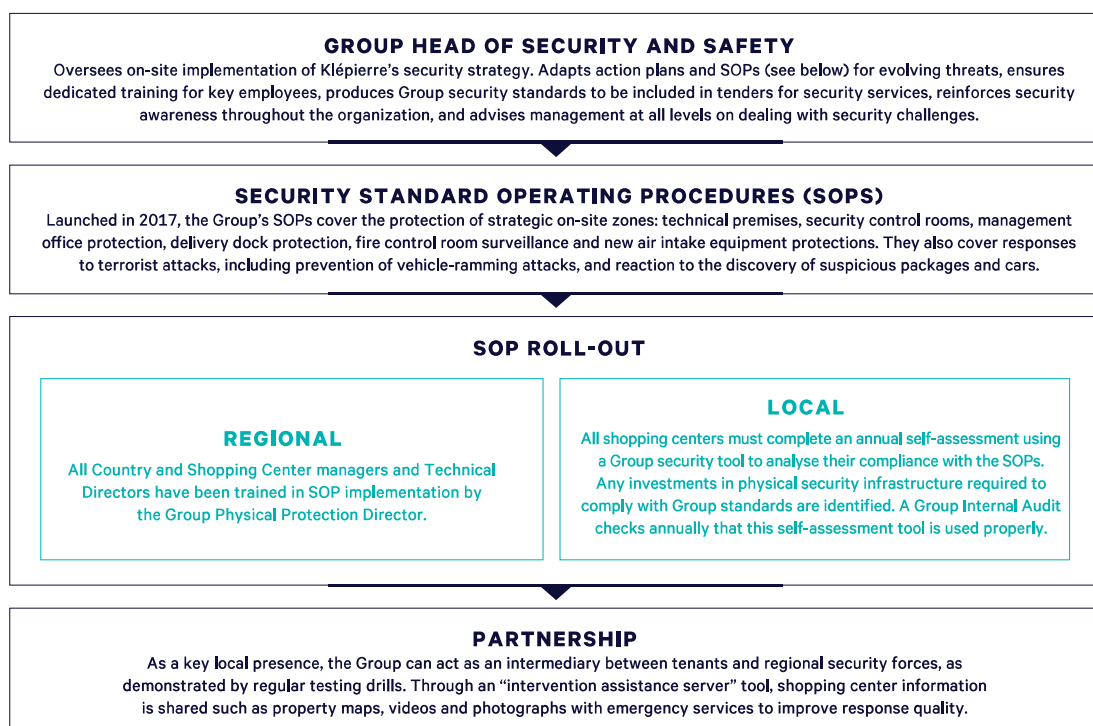 GROUP HEAD OF SECURITY AND SAFETY
Oversees on-site implementation of Klépierre's security strategy. Adapts action plans and SOPs (see below) for evolving threats, ensures
dedicated training for key employees, produces Group security standards to be included in tenders for security services, reinforces security
awareness throughout the organization, and advises management at all levels on dealing with security challenges.
SECURITY STANDARD OPERATING PROCEDURES (SOPS)
Launched in 2017, the Group's SOPs cover the protection of strategic on-site zones: technical premises, security control rooms, management
office protection, delivery dock protection, fire control room surveillance and new air intake equipment protections. They also cover responses
to terrorist attacks, including prevention of vehicle-ramming attacks, and reaction to the discovery of suspicious packages and cars.
SOP ROLL-OUT
REGIONAL
All Country and Shopping Center managers and Technical
Directors have been trained in SOP implementation by
the Group Physical Protection Director.
LOCAL
All shopping centers must complete an annual self-assessment using
a Group security tool to analyse their compliance with the SOPs.
Any investments in physical security infrastructure required to
comply with Group standards are identified. A Group Internal Audit
checks annually that this self-assessment tool is used properly.
PARTNERSHIP
As a key local presence, the Group can act as an intermediary between tenants and regional security forces, as
demonstrated by regular testing drills. Through an “intervention assistance server” tool, shopping center information
is shared such as property maps, videos and photographs with emergency services to improve response quality.